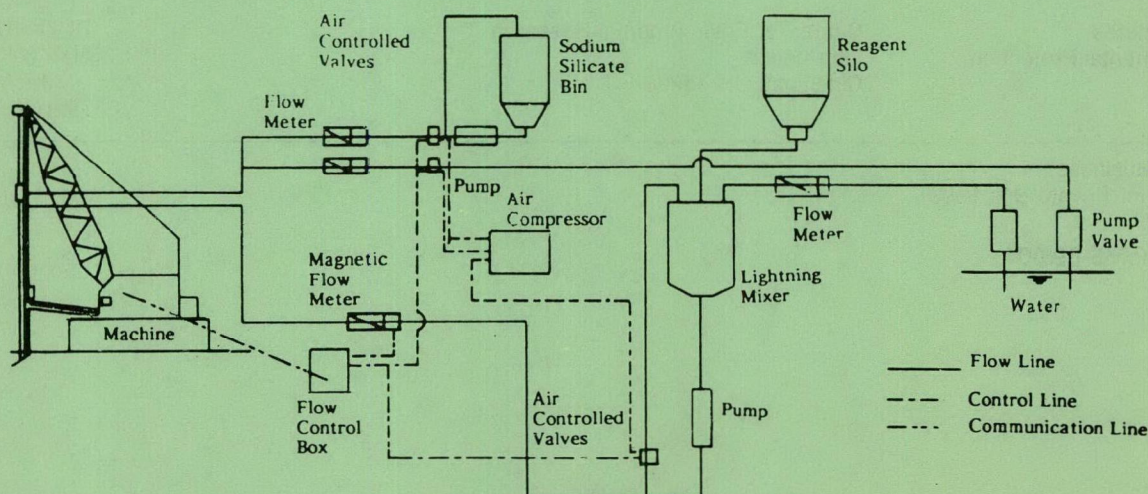 Air
Controlled
Valves
Sodium
Silicate
Bin
Reagent
Silo
Flow
Meter
Pump
Air
Compressor
Flow
Meter
Pump
Valve
Magnetic
Flow
Meter
Lightning
Mixer
Water
Machine
Flow Line
Flow
Control
Box
Air
Controlled
Valves
Pump
Control Line
Communication Line